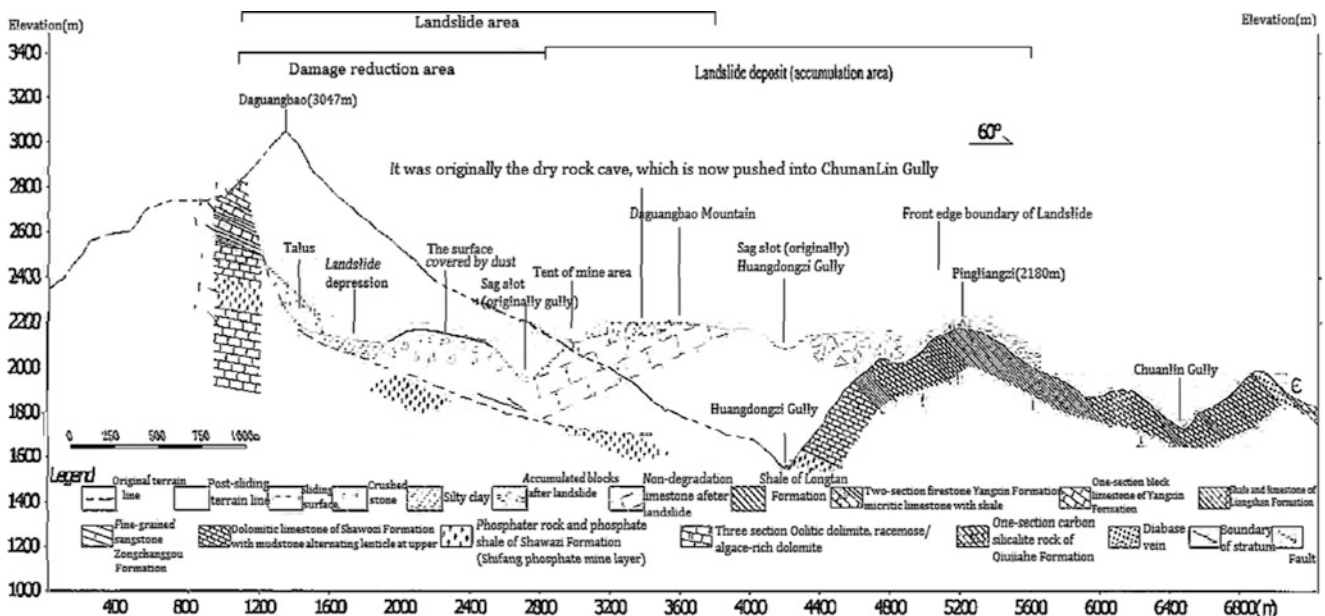 Landslide area
Elevation(m)
Elevation(m)
3400
3200
3000
2800
2600
2400
2200
2000
1800
1600
1400
1200
1000
Damage reduction area
Landslide deposit (accumulation area)
Daguangbao(3047m)
60°
It was originally the dry rock cave, which is now pushed into ChunanLin Gully
Daguangbao Mountain
Front edge boundary of Landslide
Talus
Landslide
depression
The surface
covered by dust
Sag slot
(originally gully)
Tent of mine area
Sag slot (originally)
Huangdongzi Gully
Pingliangzi(2180m)
Huangdongzi Gully
Chuanlin Gully
Є
0 250 500 750 1000m
Legend
Original terrain
line
Post-sliding
terrain line
Sliding
surface
Crushed
stone
Silty clay
Accumulated blocks
after landslide
Non-degradation
limestone afeter
landslide
Shale of Longtan
Formation
Two-section firestone Yangxin Formation
micritic limestone with shale
One-section block
limestone of Yangxin
Formation
Shale and limestone of
Liangshan Formation
Fine-grained
sangstone
Zongchanggou
Formation
Dolomitic limestone of Shawozi Formation
with mudstone alternating lenticle at upper
Phosphater rock and phosphate
shale of Shawazi Formation
(Shifang phosphate mine layer)
Three section Oolitic dolimite, racemose/
algace-rich dolomite
One-section carbon
silicalite rock of
Qiujiahe Formation
Diabase
vein
Boundary
of stratum
Fault
400 800 1200 1600 2000 2400 2800 3200 3600 4000 4400 4800 5200 5600 6000 6400 6800(m)